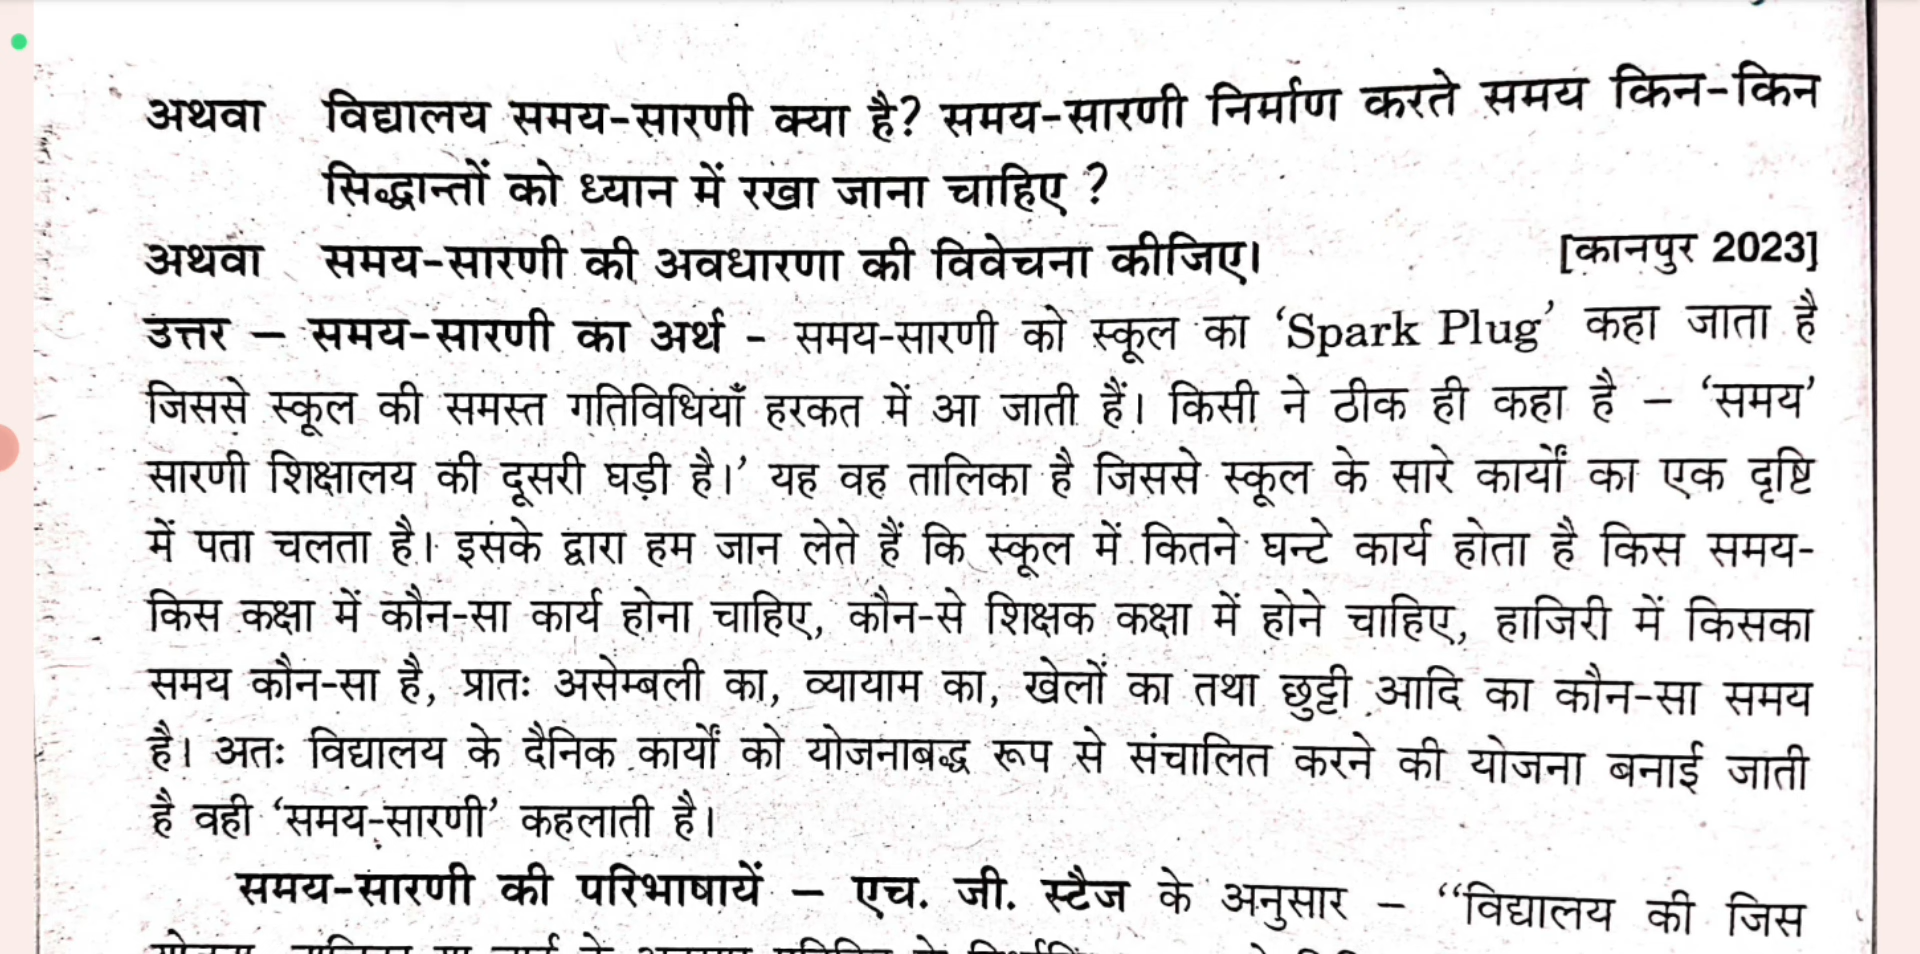 अथवा विद्यालय समय-सारणी क्या है? समय-सारणी निर्माण करते समय किन-किन
सिद्धान्तों को ध्यान में रखा जाना चाहिए ?
अथवा समय-सारणी की अवधारणा की विवेचना कीजिए। [कानपुर 2023]
उत्तर – समय-सारणी का अर्थ - समय-सारणी को स्कूल का ‘Spark Plug’ कहा जाता है
जिससे स्कूल की समस्त गतिविधियाँ हरकत में आ जाती हैं। किसी ने ठीक ही कहा है – ‘समय’
सारणी शिक्षालय की दूसरी घड़ी है।’ यह वह तालिका है जिससे स्कूल के सारे कार्यों का एक दृष्टि
में पता चलता है। इसके द्वारा हम जान लेते हैं कि स्कूल में कितने घन्टे कार्य होता है किस समय-
किस कक्षा में कौन-सा कार्य होना चाहिए, कौन-से शिक्षक कक्षा में होने चाहिए, हाजिरी में किसका
समय कौन-सा है, प्रातः असेम्बली का, व्यायाम का, खेलों का तथा छुट्टी आदि का कौन-सा समय
है। अतः विद्यालय के दैनिक कार्यों को योजनाबद्ध रूप से संचालित करने की योजना बनाई जाती
है वही ‘समय-सारणी’ कहलाती है।
समय-सारणी की परिभाषायें – एच. जी. स्टैज के अनुसार – “विद्यालय की जिस